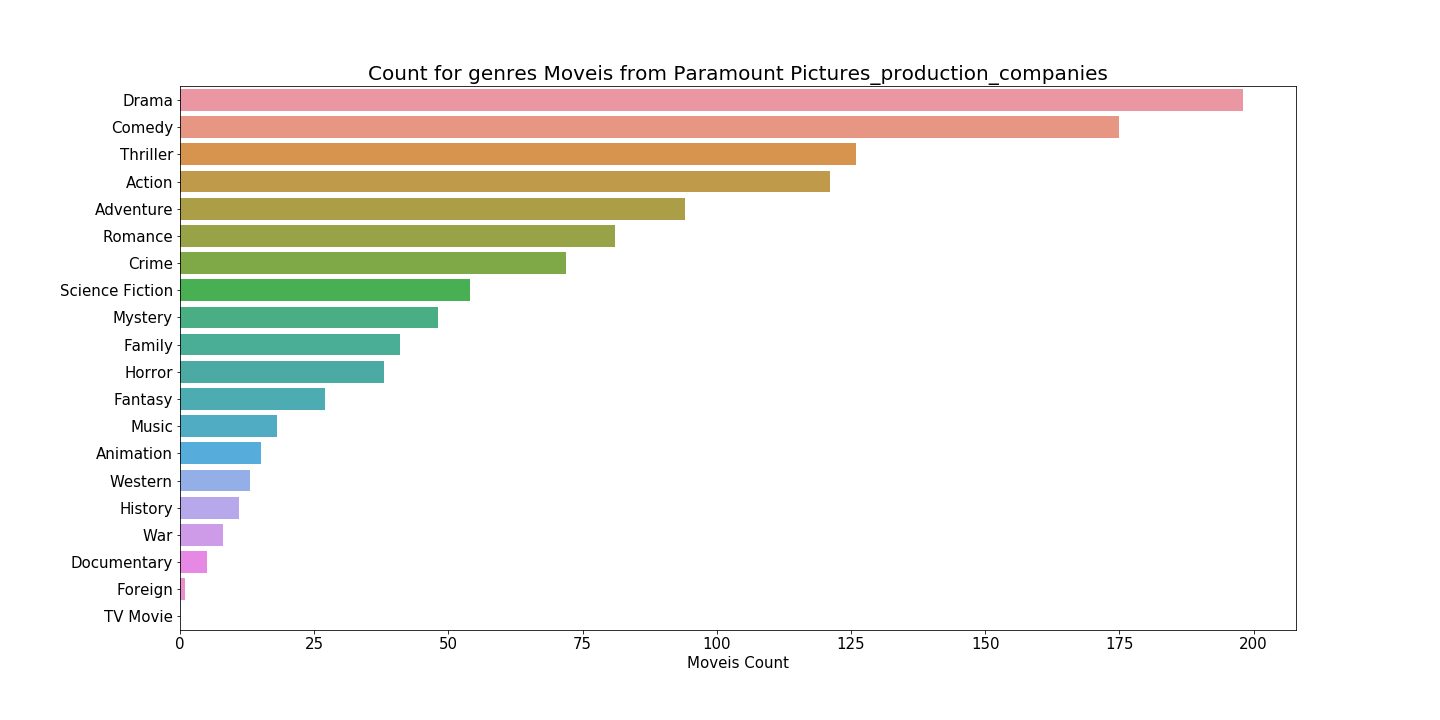 Count for genres Moveis from Paramount Pictures_production_companies
Drama
Comedy
Thriller
Action
Adventure
Romance
Crime
Science Fiction
Mystery
Family
Horror
Fantasy
Music
Animation
Western
History
War
Documentary
Foreign
TV Movie
0 25 50 75 100 125 150 175 200
Moveis Count